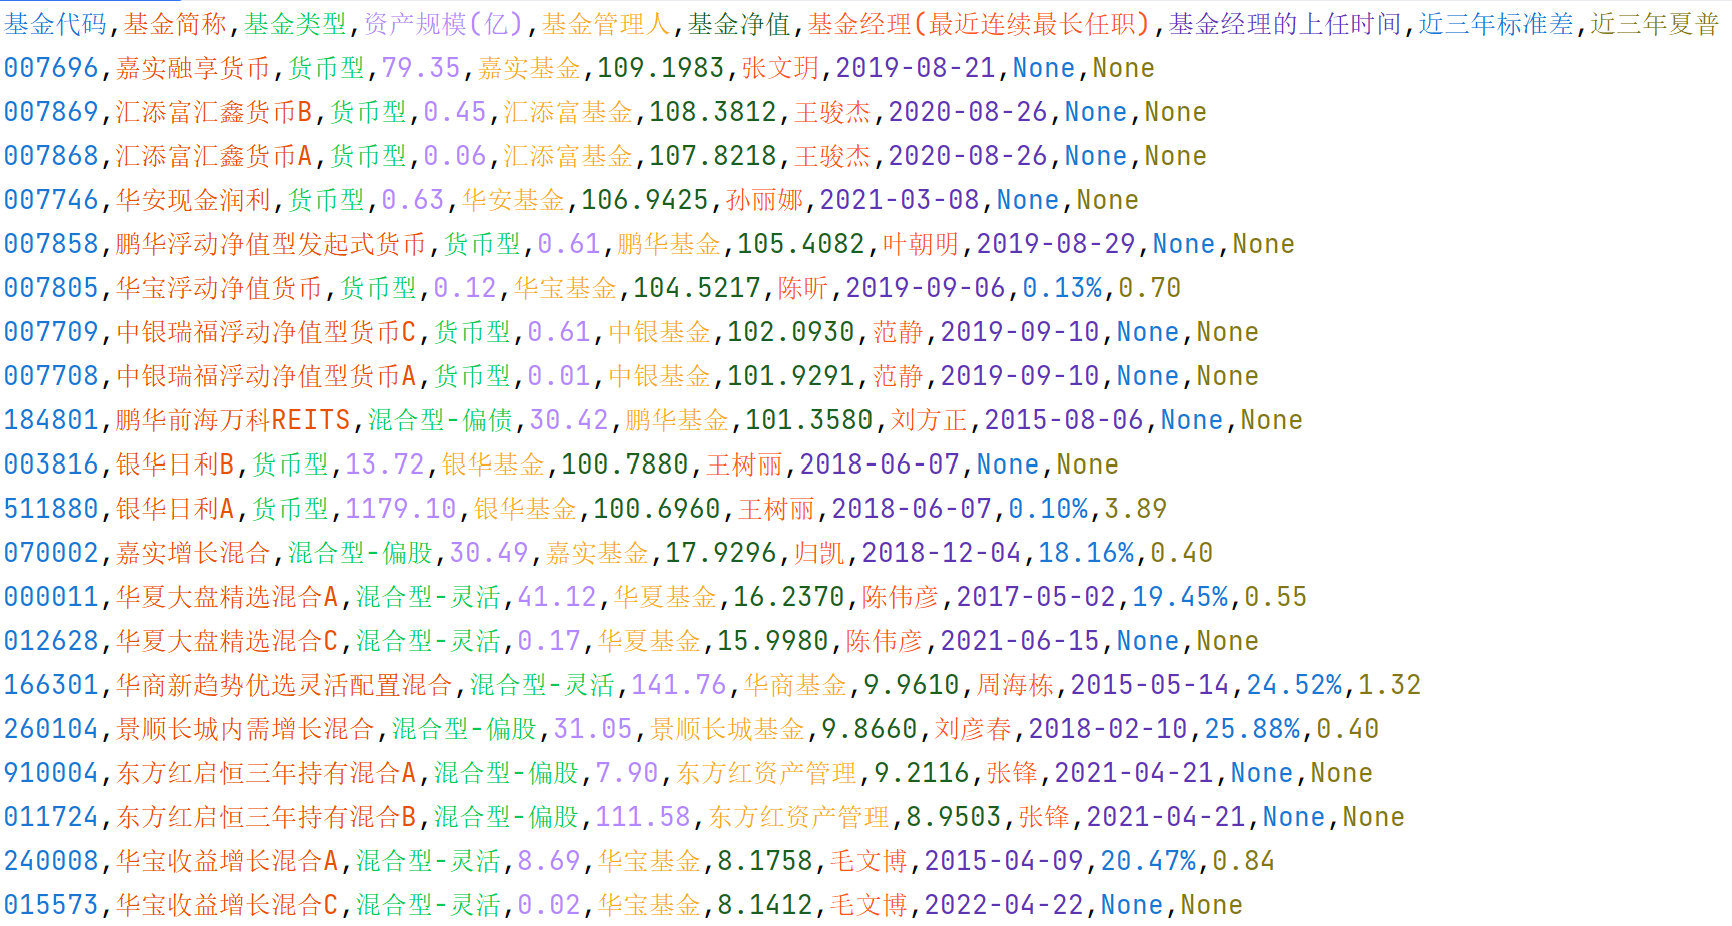 基金代码,基金简称,基金类型,资产规模(亿),基金管理人,基金净值,基金经理(最近连续最长任职),基金经理的上任时间,近三年标准差,近三年夏普
007696,嘉实融享货币,货币型,79.35,嘉实基金,109.1983,张文玥,2019-08-21,None,None
007869,汇添富汇鑫货币B,货币型,0.45,汇添富基金,108.3812,王骏杰,2020-08-26,None,None
007868,汇添富汇鑫货币A,货币型,0.06,汇添富基金,107.8218,王骏杰,2020-08-26,None,None
007746,华安现金润利,货币型,0.63,华安基金,106.9425,孙丽娜,2021-03-08,None,None
007858,鹏华浮动净值型发起式货币,货币型,0.61,鹏华基金,105.4082,叶朝明,2019-08-29,None,None
007805,华宝浮动净值货币,货币型,0.12,华宝基金,104.5217,陈昕,2019-09-06,0.13%,0.70
007709,中银瑞福浮动净值型货币C,货币型,0.61,中银基金,102.0930,范静,2019-09-10,None,None
007708,中银瑞福浮动净值型货币A,货币型,0.01,中银基金,101.9291,范静,2019-09-10,None,None
184801,鹏华前海万科REITS,混合型-偏债,30.42,鹏华基金,101.3580,刘方正,2015-08-06,None,None
003816,银华日利B,货币型,13.72,银华基金,100.7880,王树丽,2018-06-07,None,None
511880,银华日利A,货币型,1179.10,银华基金,100.6960,王树丽,2018-06-07,0.10%,3.89
070002,嘉实增长混合,混合型-偏股,30.49,嘉实基金,17.9296,归凯,2018-12-04,18.16%,0.40
000011,华夏大盘精选混合A,混合型-灵活,41.12,华夏基金,16.2370,陈伟彦,2017-05-02,19.45%,0.55
012628,华夏大盘精选混合C,混合型-灵活,0.17,华夏基金,15.9980,陈伟彦,2021-06-15,None,None
166301,华商新趋势优选灵活配置混合,混合型-灵活,141.76,华商基金,9.9610,周海栋,2015-05-14,24.52%,1.32
260104,景顺长城内需增长混合,混合型-偏股,31.05,景顺长城基金,9.8660,刘彦春,2018-02-10,25.88%,0.40
910004,东方红启恒三年持有混合A,混合型-偏股,7.90,东方红资产管理,9.2116,张锋,2021-04-21,None,None
011724,东方红启恒三年持有混合B,混合型-偏股,111.58,东方红资产管理,8.9503,张锋,2021-04-21,None,None
240008,华宝收益增长混合A,混合型-灵活,8.69,华宝基金,8.1758,毛文博,2015-04-09,20.47%,0.84
015573,华宝收益增长混合C,混合型-灵活,0.02,华宝基金,8.1412,毛文博,2022-04-22,None,None